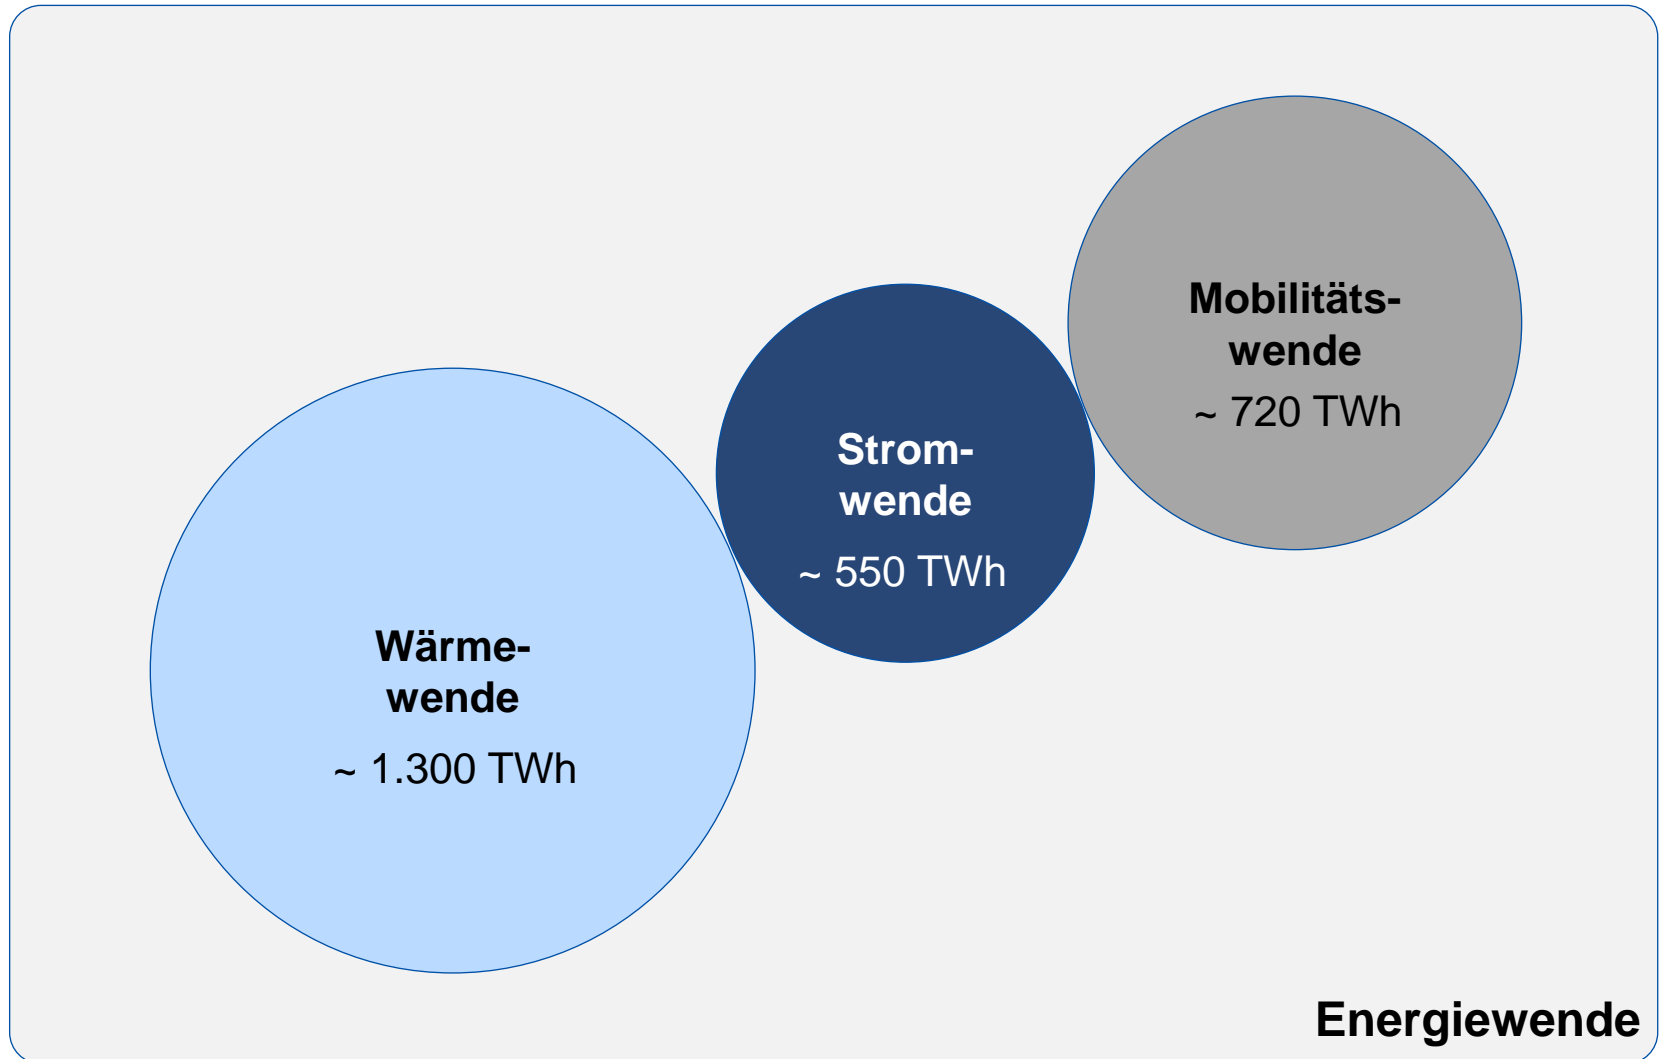 Mobilitäts-
wende
~ 720 TWh
Strom-
wende
~ 550 TWh
Wärme-
wende
~ 1.300 TWh
Energiewende